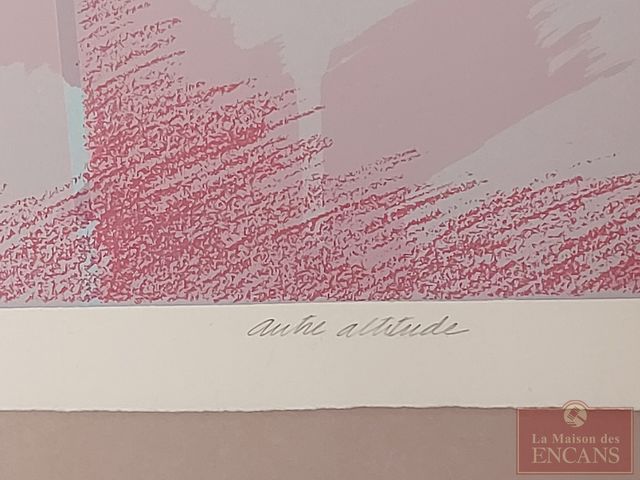 autre altitude
La Maison des
ENCANS